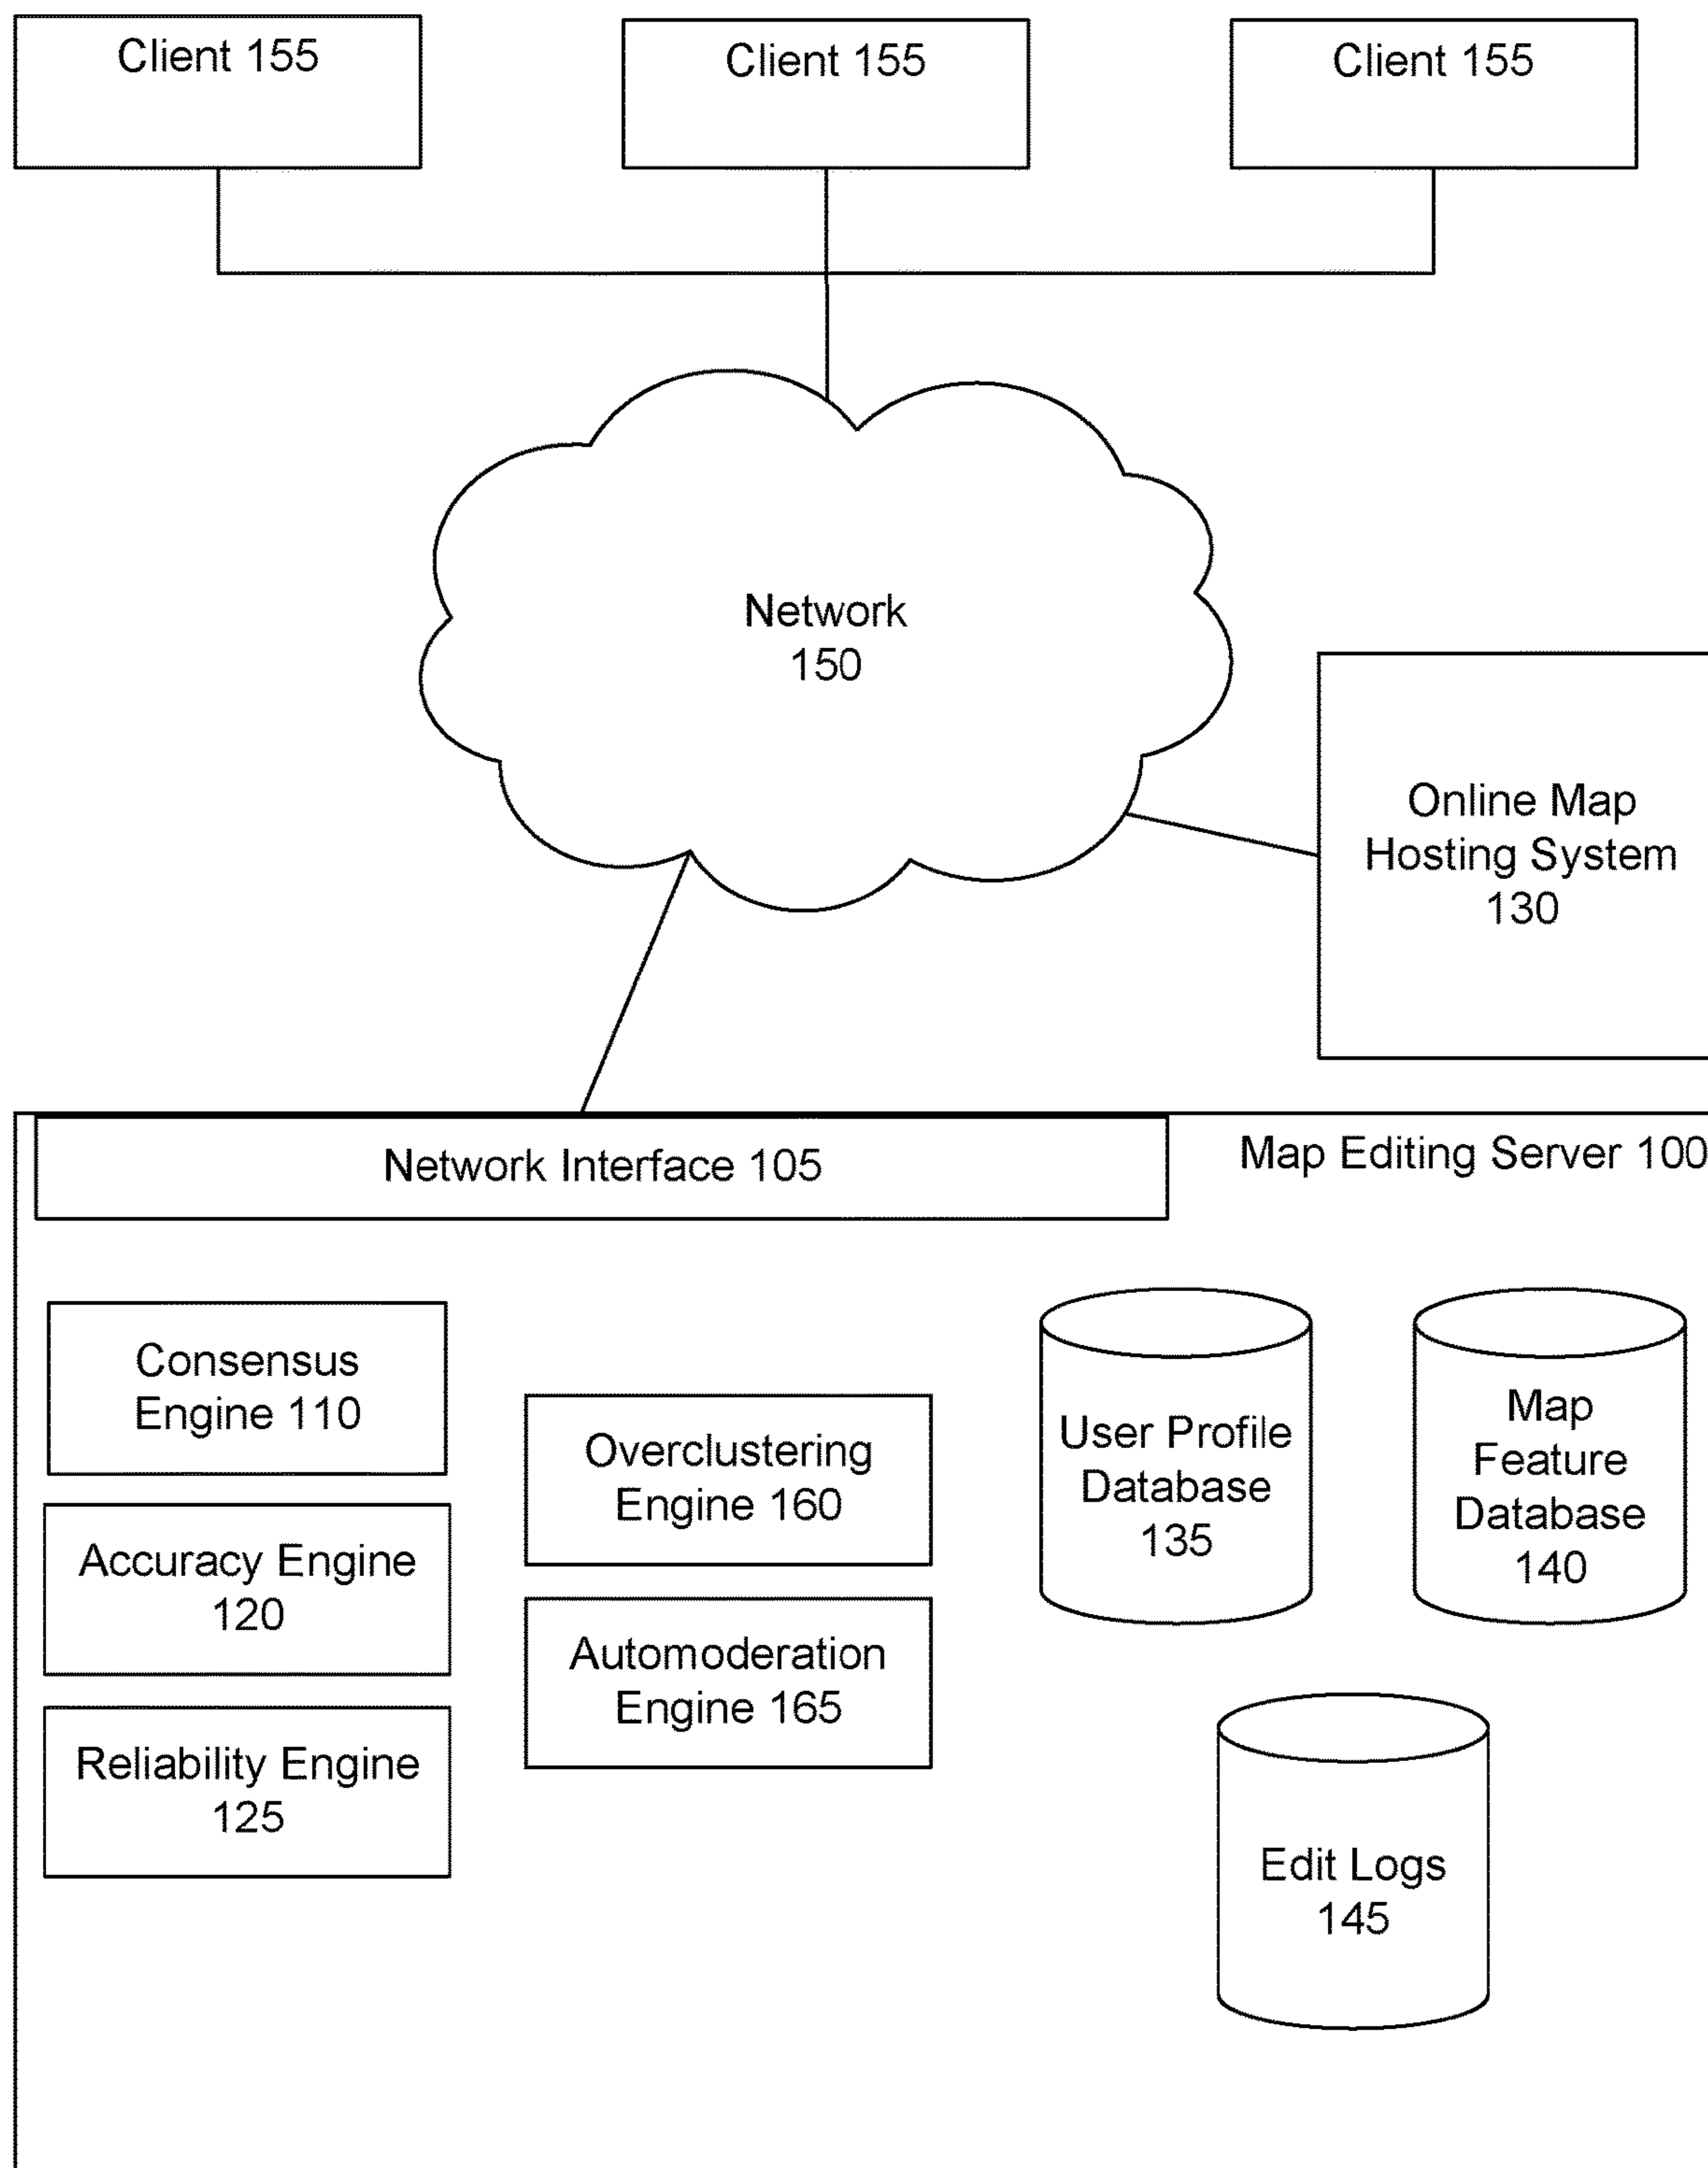 Client 155
Client 155
Client 155
Network
150
Online Map
Hosting System
130
Network Interface 105
Map Editing Server 100
Consensus
Engine 110
Accuracy Engine
120
Reliability Engine
125
Overclustering
Engine 160
Automoderation
Engine 165
User Profile
Database
135
Map
Feature
Database
140
Edit Logs
145